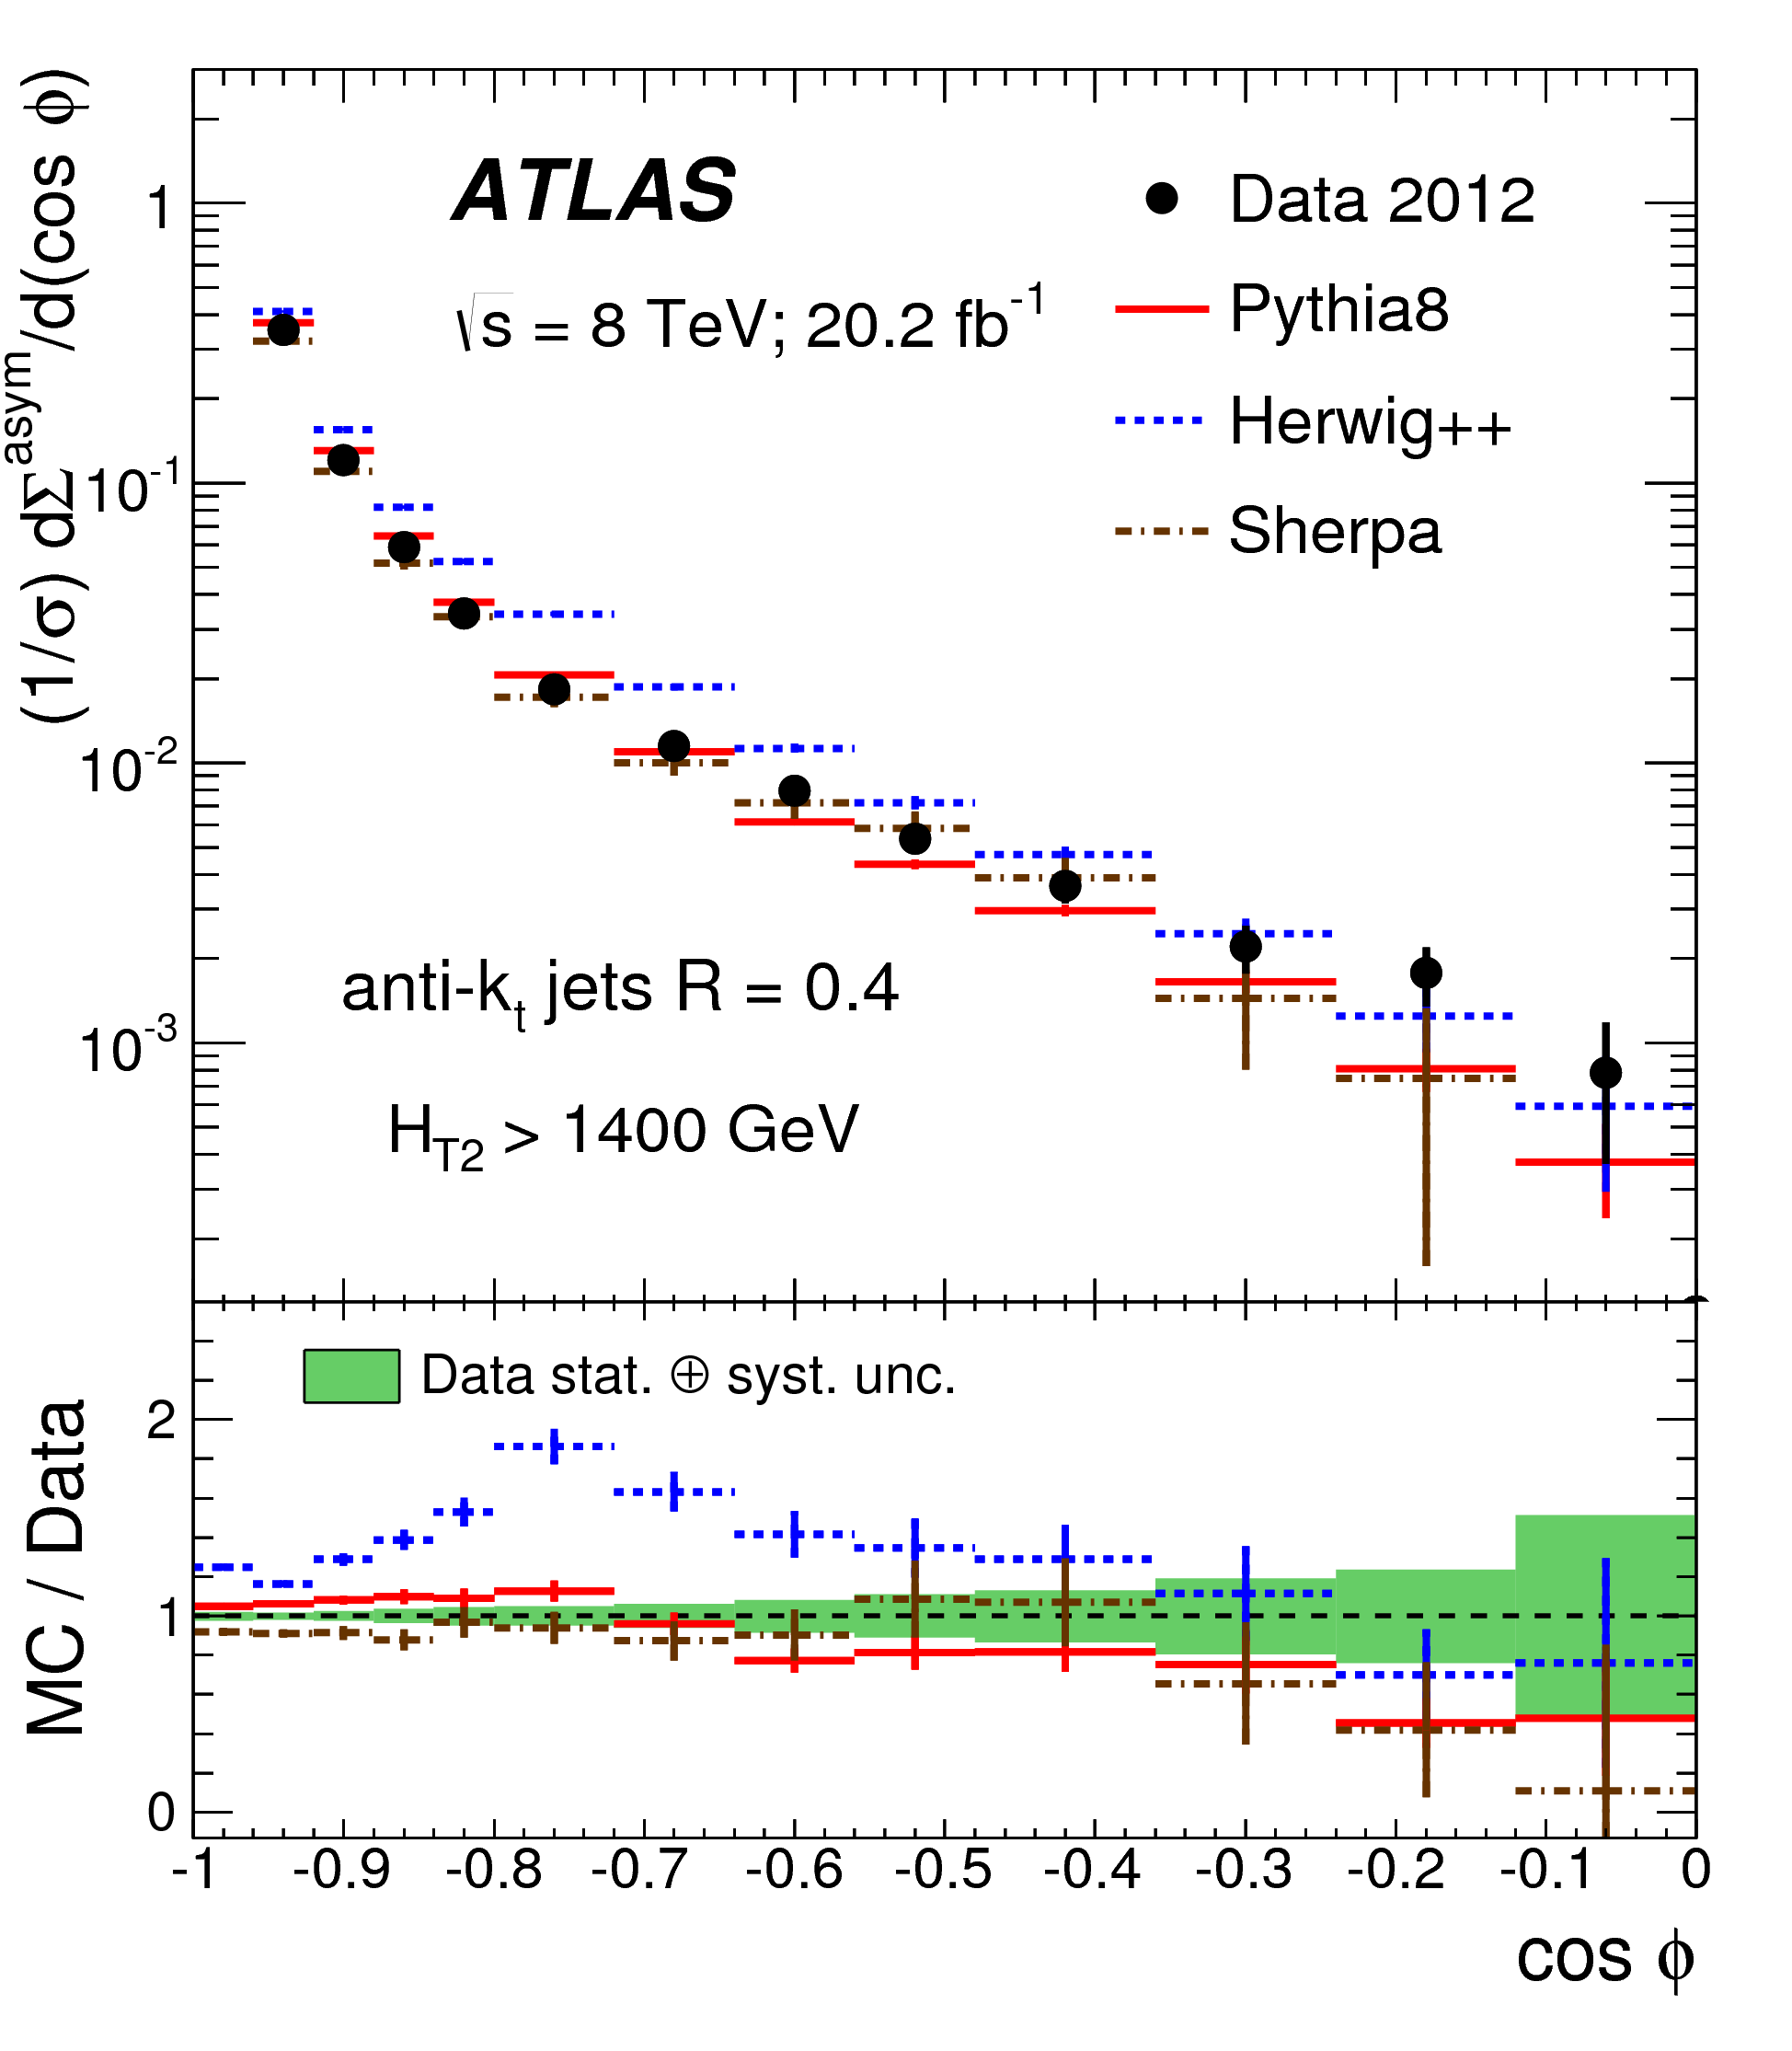 ATLAS
√s = 8 TeV; 20.2 fb⁻¹
Data 2012
Pythia8
Herwig++
Sherpa
anti-kₜ jets R = 0.4
H_T2 > 1400 GeV
(1/σ) dΣ^asym/d(cos ϕ)
1
10⁻¹
10⁻²
10⁻³
Data stat. ⊕ syst. unc.
MC / Data
2
1
0
-1 -0.9 -0.8 -0.7 -0.6 -0.5 -0.4 -0.3 -0.2 -0.1 0
cos ϕ